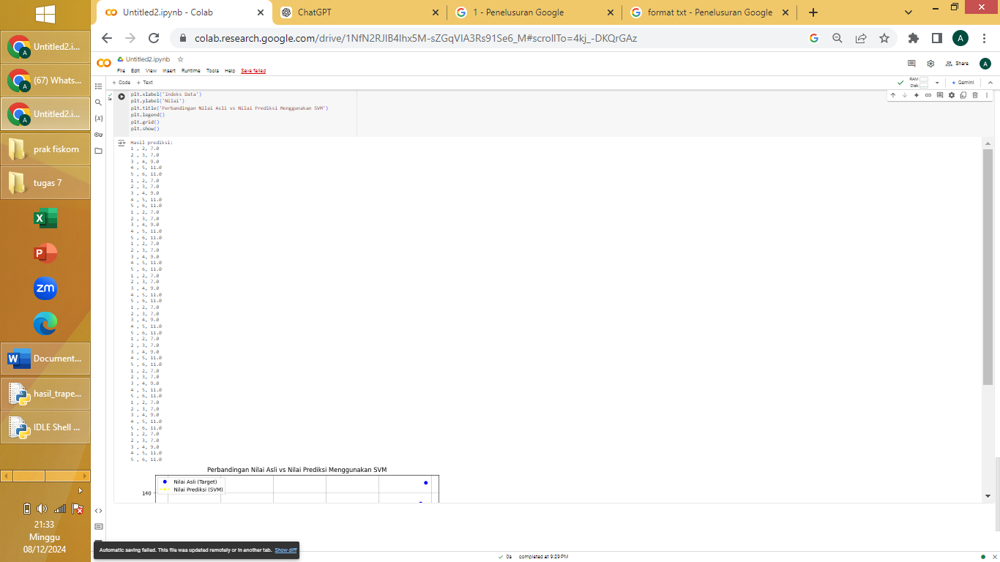 Untitled2.ipynb - Colab
ChatGPT
1 - Penelusuran Google
format txt - Penelusuran Google
colab.research.google.com/drive/1NfN2RJlB4lhx5M-sZGqVlA3Rs91Se6_M#scrollTo=4kj_-DKQrGAz
Untitled2.ipynb
File Edit View Insert Runtime Tools Help Save failed
Share
A
+ Code + Text
RAM
Disk
Gemini
plt.xlabel('Indeks Data')
plt.ylabel('Nilai')
plt.title('Perbandingan Nilai Asli vs Nilai Prediksi Menggunakan SVM')
plt.legend()
plt.grid()
plt.show()
Hasil prediksi:
1 , 2, 7.0
2 , 3, 7.0
3 , 4, 9.0
4 , 5, 11.0
5 , 6, 11.0
1 , 2, 7.0
2 , 3, 7.0
3 , 4, 9.0
4 , 5, 11.0
5 , 6, 11.0
1 , 2, 7.0
2 , 3, 7.0
3 , 4, 9.0
4 , 5, 11.0
5 , 6, 11.0
1 , 2, 7.0
2 , 3, 7.0
3 , 4, 9.0
4 , 5, 11.0
5 , 6, 11.0
1 , 2, 7.0
2 , 3, 7.0
3 , 4, 9.0
4 , 5, 11.0
5 , 6, 11.0
1 , 2, 7.0
2 , 3, 7.0
3 , 4, 9.0
4 , 5, 11.0
5 , 6, 11.0
1 , 2, 7.0
2 , 3, 7.0
3 , 4, 9.0
4 , 5, 11.0
5 , 6, 11.0
1 , 2, 7.0
2 , 3, 7.0
3 , 4, 9.0
4 , 5, 11.0
5 , 6, 11.0
1 , 2, 7.0
2 , 3, 7.0
3 , 4, 9.0
4 , 5, 11.0
5 , 6, 11.0
1 , 2, 7.0
2 , 3, 7.0
3 , 4, 9.0
4 , 5, 11.0
5 , 6, 11.0
Perbandingan Nilai Asli vs Nilai Prediksi Menggunakan SVM
Nilai Asli (Target)
Nilai Prediksi (SVM)
140
Automatic saving failed. This file was updated remotely or in another tab. Show diff
0s completed at 9:29 PM
Untitled2.i...
(67) Whats...
Untitled2.i...
prak fiskom
tugas 7
zm
Document...
hasil_trape...
IDLE Shell ...
21:33
Minggu
08/12/2024